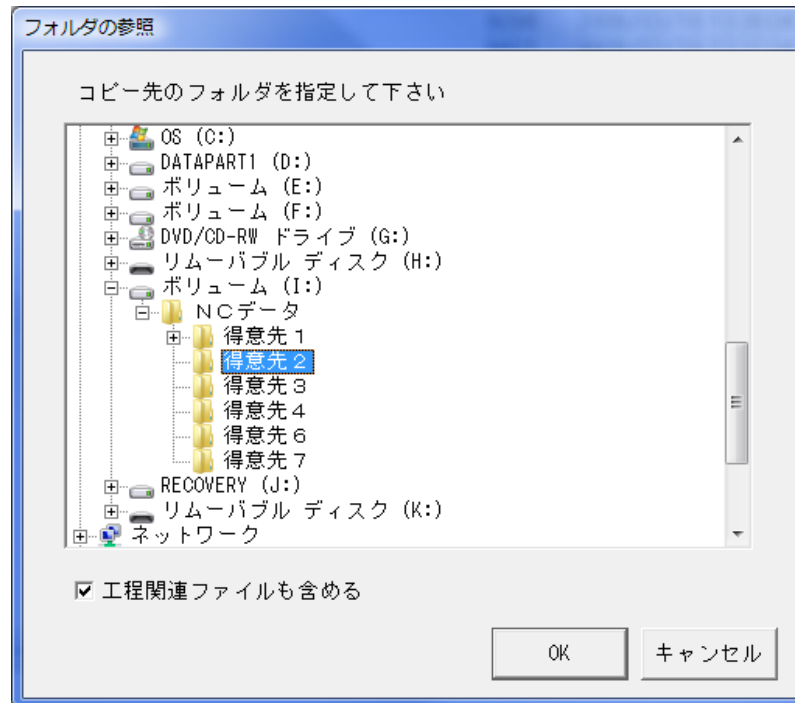 フォルダの参照
コピー先のフォルダを指定して下さい
OS (C:)
DATAPART1 (D:)
ボリューム (E:)
ボリューム (F:)
DVD/CD-RW ドライブ (G:)
リムーバブル ディスク (H:)
ボリューム (I:)
ＮＣデータ
得意先１
得意先２
得意先３
得意先４
得意先６
得意先７
RECOVERY (J:)
リムーバブル ディスク (K:)
ネットワーク
工程関連ファイルも含める
OK キャンセル